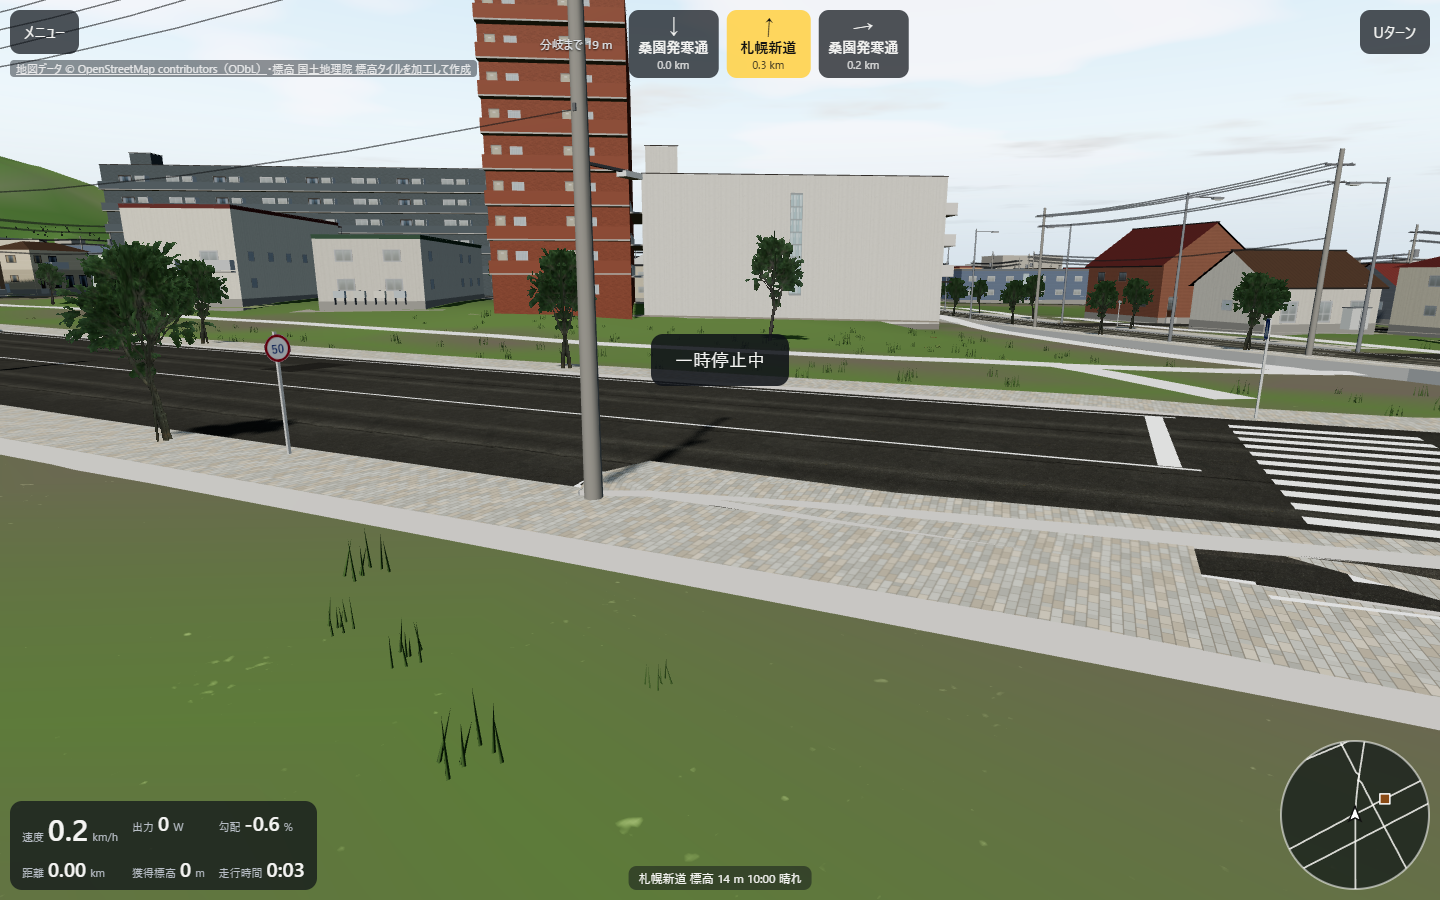 メニュー
分岐まで 19 m
↓
桑園発寒通
0.0 km
↑
札幌新道
0.3 km
→
桑園発寒通
0.2 km
Uターン
地図データ © OpenStreetMap contributors（ODbL）・標高 国土地理院 標高タイルを加工して作成
50
一時停止中
速度 0.2 km/h
出力 0 W
勾配 -0.6 %
距離 0.00 km
獲得標高 0 m
走行時間 0:03
札幌新道 標高 14 m 10:00 晴れ